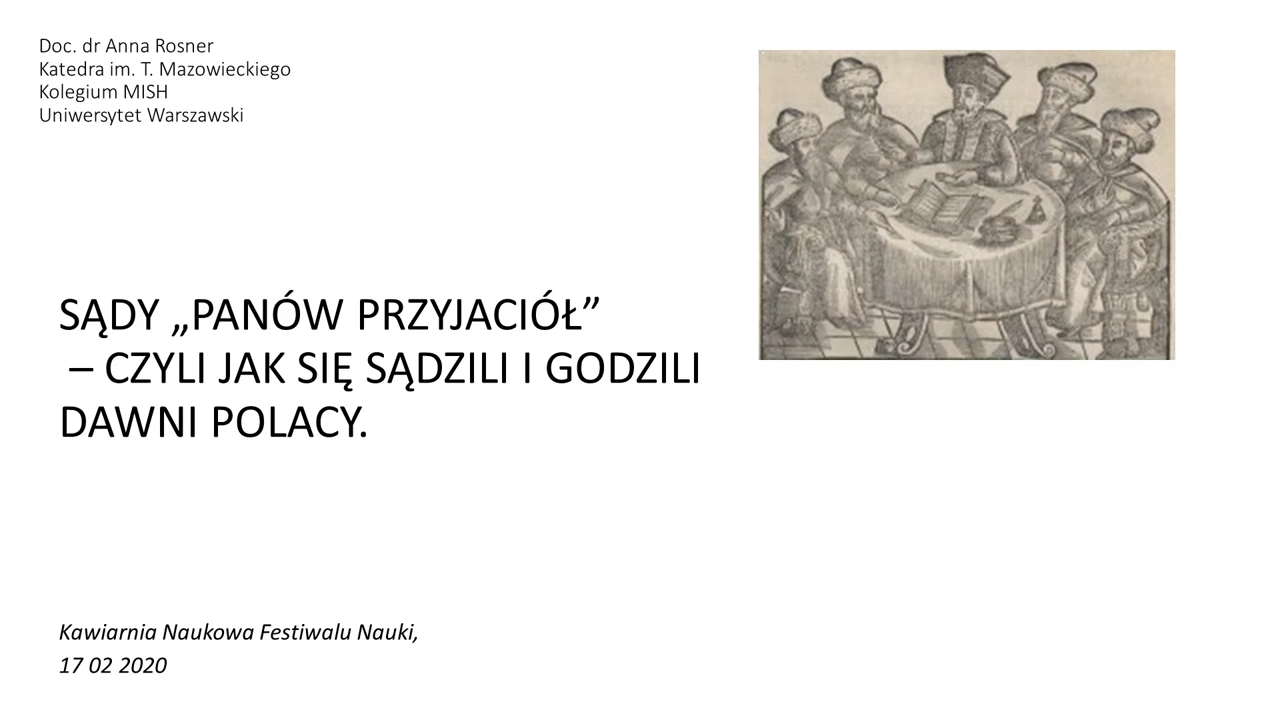 Doc. dr Anna Rosner
Katedra im. T. Mazowieckiego
Kolegium MISH
Uniwersytet Warszawski
SĄDY „PANÓW PRZYJACIÓŁ”
– CZYLI JAK SIĘ SĄDZILI I GODZILI
DAWNI POLACY.
Kawiarnia Naukowa Festiwalu Nauki,
17 02 2020